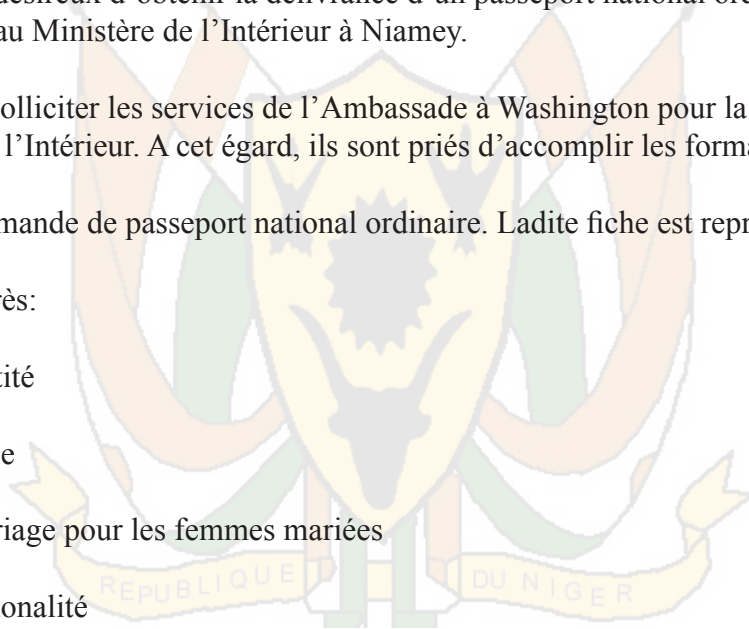 désireux d'obtenir la délivrance d'un passeport national
au Ministère de l'Intérieur à Niamey.
olliciter les services de l'Ambassade à Washington pour la
l'Intérieur. A cet égard, ils sont priés d'accomplir les forma
mande de passeport national ordinaire. Ladite fiche est repr
rès:
tité
e
riage pour les femmes mariées
REPUBLIQUE DU NIGER
onalité